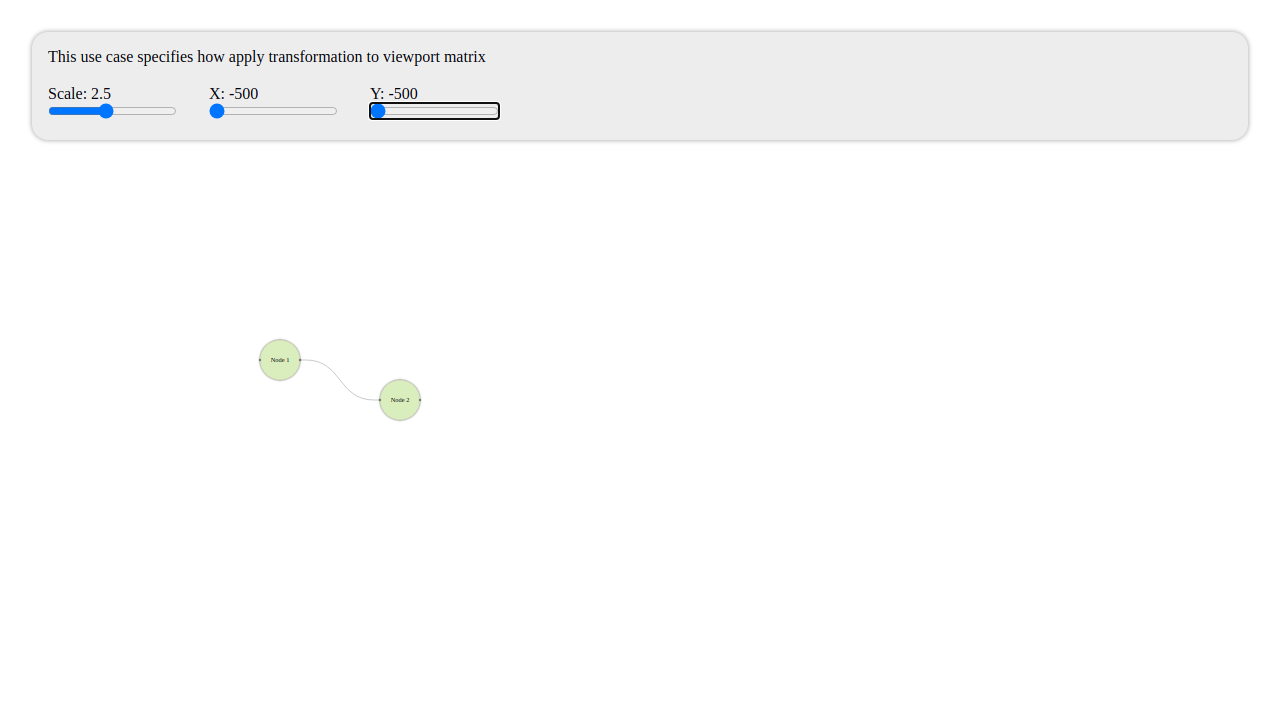 This use case specifies how apply transformation to viewport matrix
Scale: 2.5 X: -500 Y: -500
Node 1
Node 2